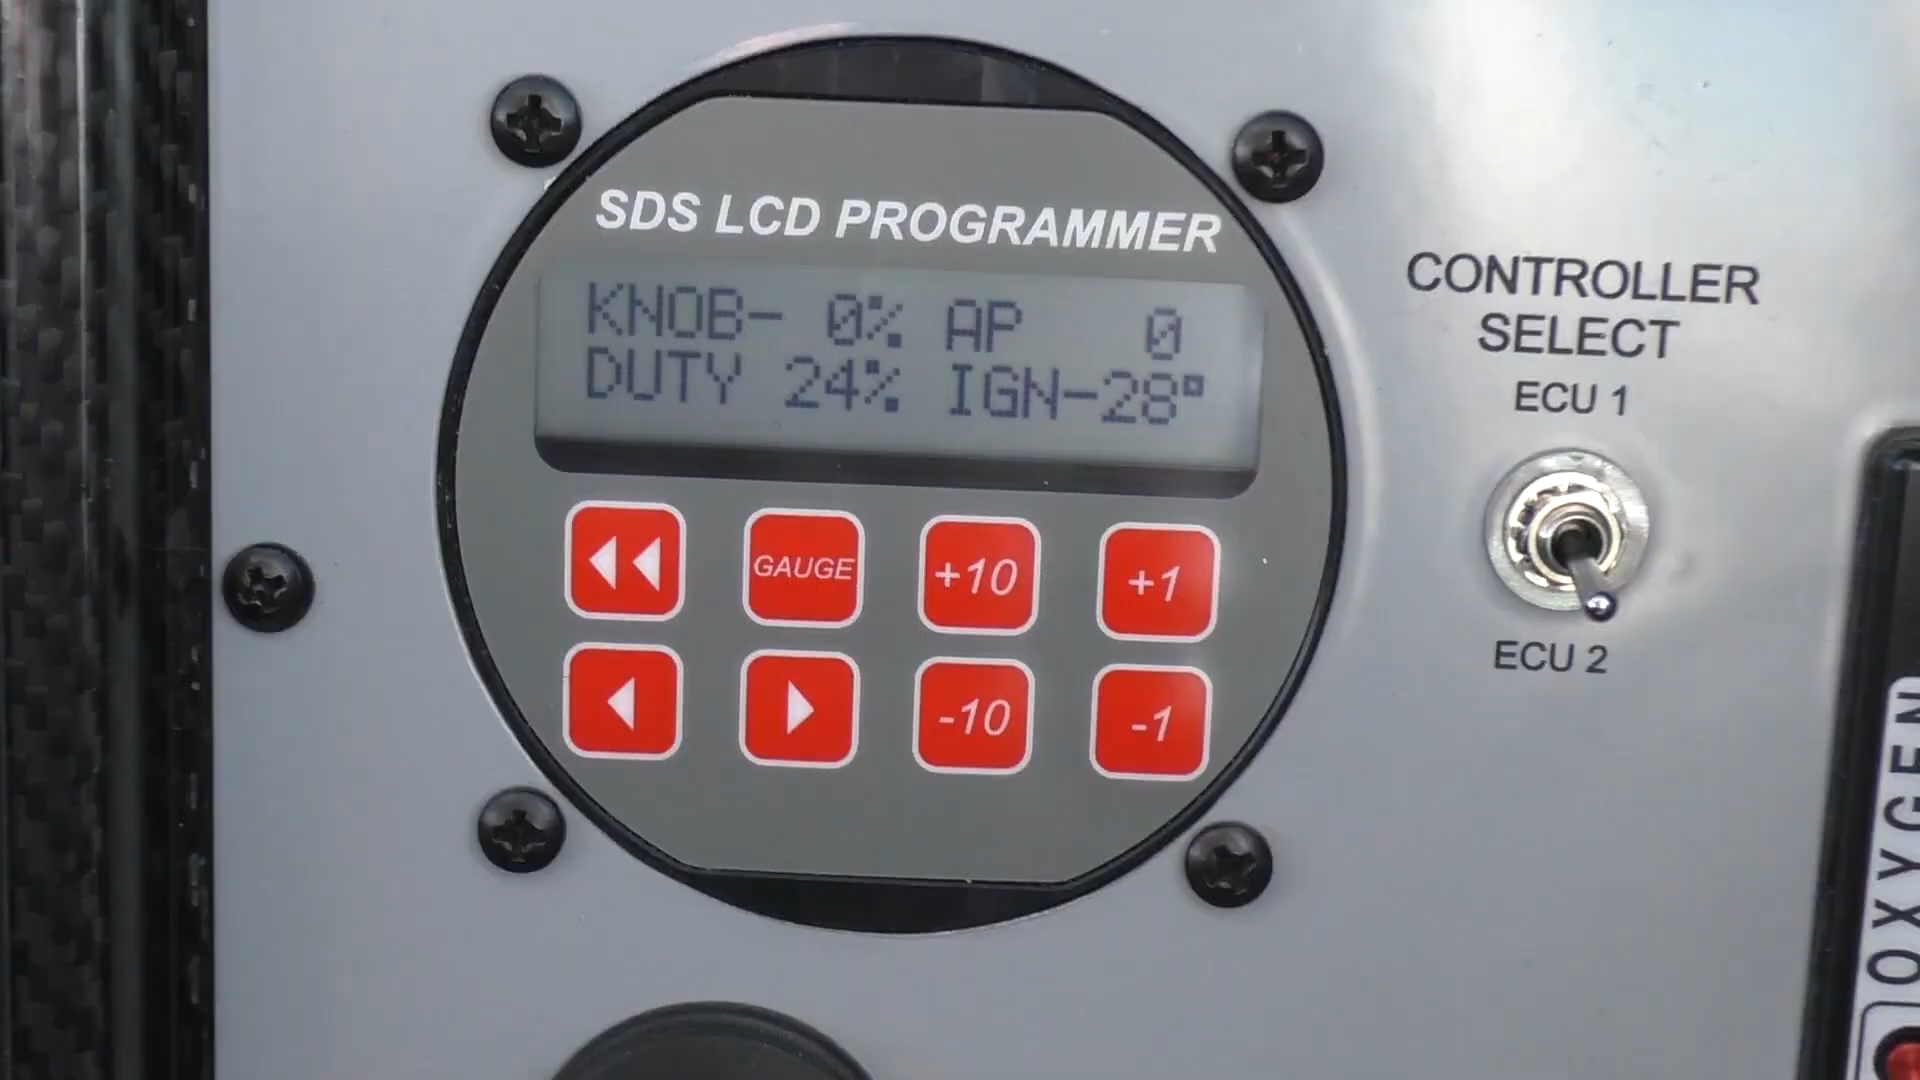 SDS LCD PROGRAMMER
KNOB- 0% AP 0
DUTY 24% IGN-28°
GAUGE +10 +1
-10 -1
CONTROLLER
SELECT
ECU 1
ECU 2
OXYGEN